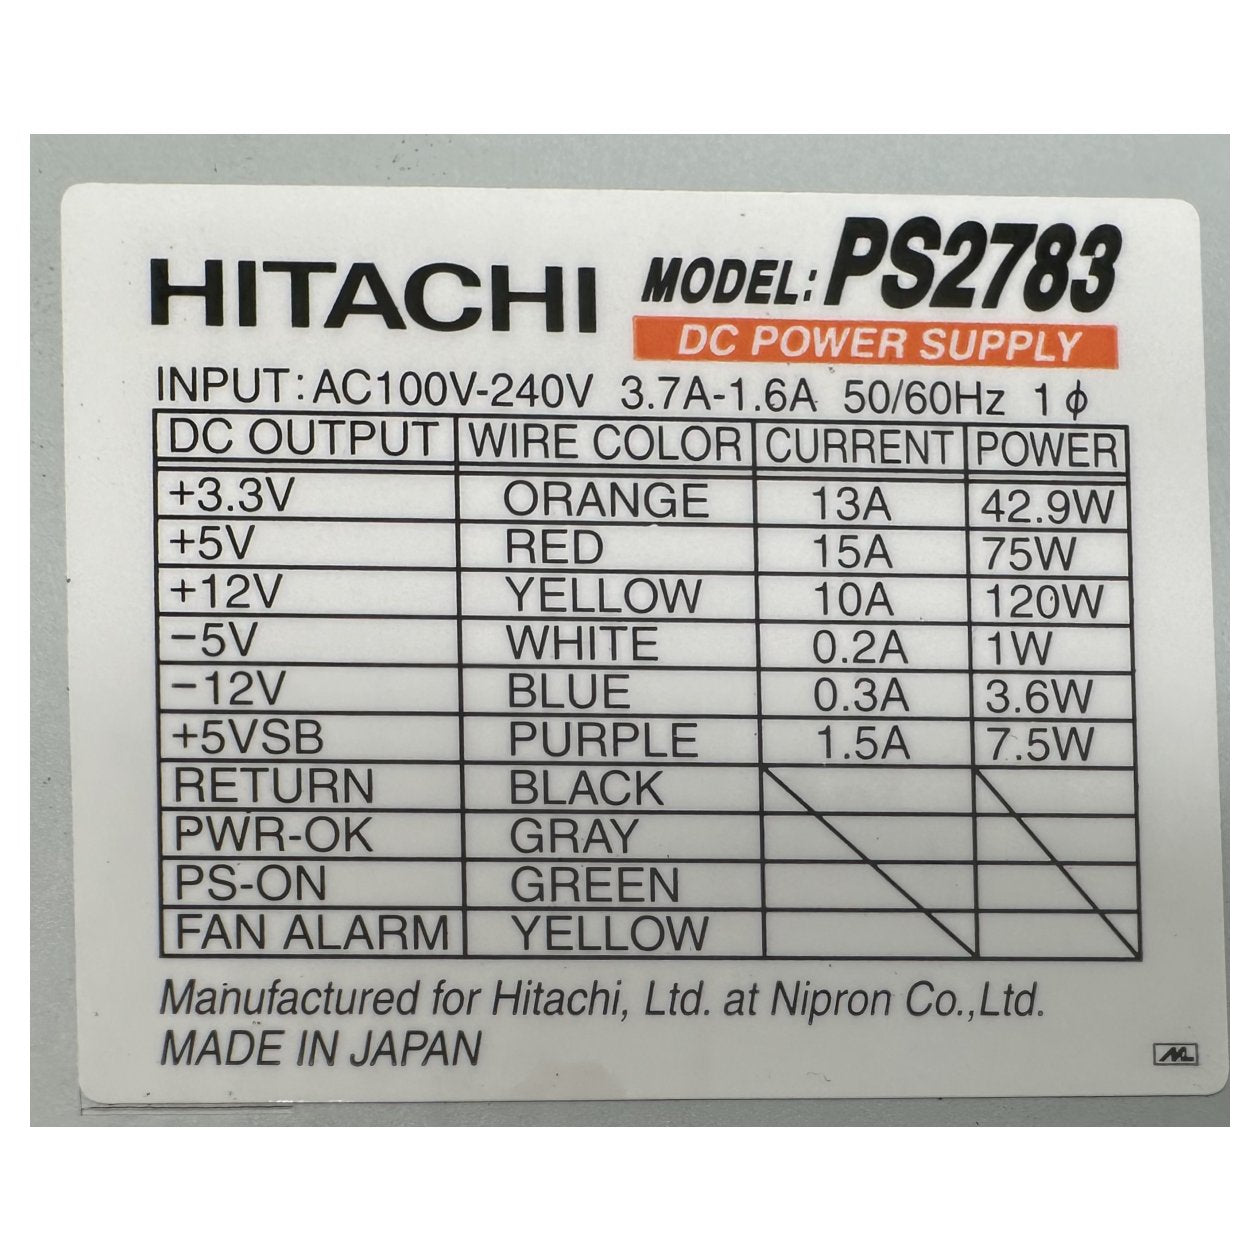 HITACHI MODEL: PS2783
DC POWER SUPPLY
INPUT: AC100V-240V 3.7A-1.6A 50/60Hz 1ϕ
DC OUTPUT WIRE COLOR CURRENT POWER
+3.3V ORANGE 13A 42.9W
+5V RED 15A 75W
+12V YELLOW 10A 120W
−5V WHITE 0.2A 1W
−12V BLUE 0.3A 3.6W
+5VSB PURPLE 1.5A 7.5W
RETURN BLACK
PWR-OK GRAY
PS-ON GREEN
FAN ALARM YELLOW
Manufactured for Hitachi, Ltd. at Nipron Co.,Ltd.
MADE IN JAPAN